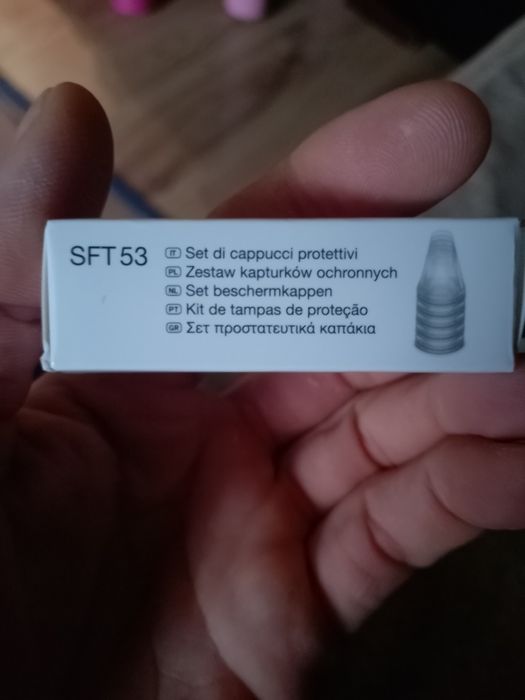 SFT 53
IT Set di cappucci protettivi
PL Zestaw kapturków ochronnych
NL Set beschermkappen
PT Kit de tampas de proteção
GR Σετ προστατευτικά καπάκια